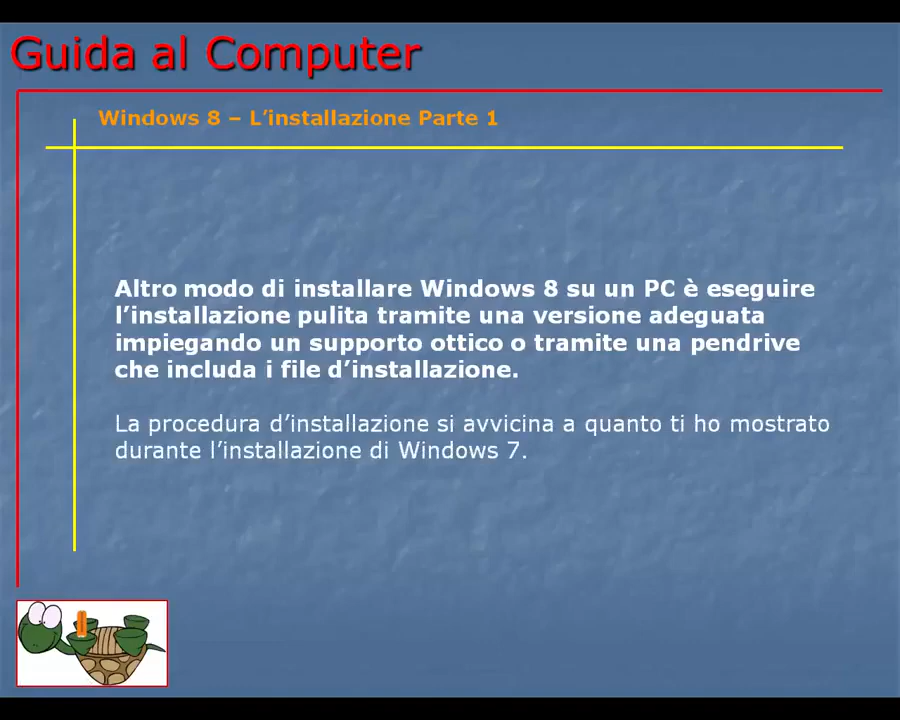 Guida al Computer
Windows 8 – L’installazione Parte 1
Altro modo di installare Windows 8 su un PC è eseguire
l’installazione pulita tramite una versione adeguata
impiegando un supporto ottico o tramite una pendrive
che includa i file d’installazione.
La procedura d’installazione si avvicina a quanto ti ho mostrato
durante l’installazione di Windows 7.